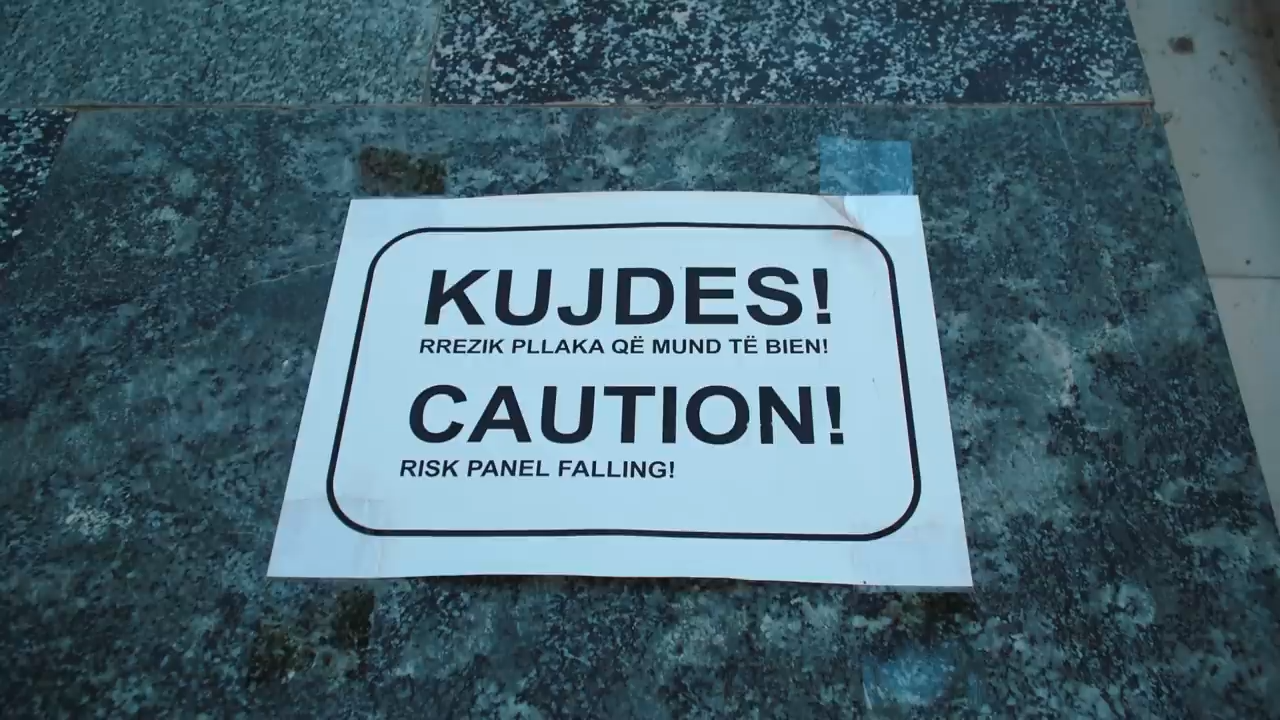 KUJDES!
RREZIK PLLAKA QË MUND TË BIEN!
CAUTION!
RISK PANEL FALLING!